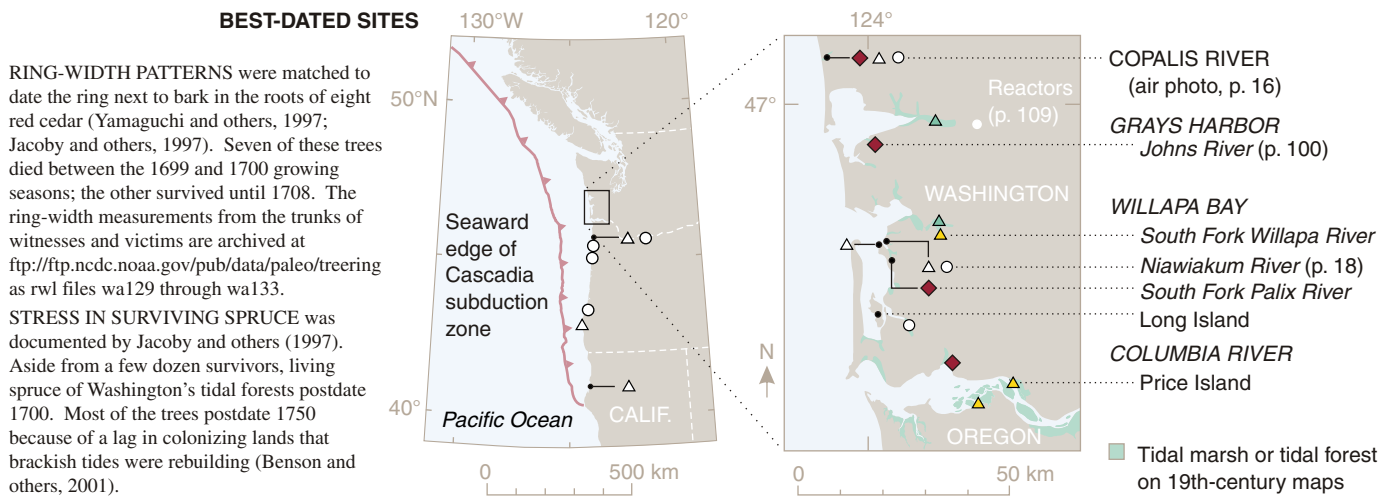 BEST-DATED SITES
RING-WIDTH PATTERNS were matched to
date the ring next to bark in the roots of eight
red cedar (Yamaguchi and others, 1997;
Jacoby and others, 1997). Seven of these trees
died between the 1699 and 1700 growing
seasons; the other survived until 1708. The
ring-width measurements from the trunks of
witnesses and victims are archived at
ftp://ftp.ncdc.noaa.gov/pub/data/paleo/treering
as rwl files wa129 through wa133.
STRESS IN SURVIVING SPRUCE was
documented by Jacoby and others (1997).
Aside from a few dozen survivors, living
spruce of Washington's tidal forests postdate
1700. Most of the trees postdate 1750
because of a lag in colonizing lands that
brackish tides were rebuilding (Benson and
others, 2001).
130°W
120°
50°N
40°
Seaward
edge of
Cascadia
subduction
zone
Pacific Ocean
CALIF.
0
500 km
N
124°
47°
Reactors
(p. 109)
WASHINGTON
OREGON
0
50 km
COPALIS RIVER
(air photo, p. 16)
GRAYS HARBOR
Johns River (p. 100)
WILLAPA BAY
South Fork Willapa River
Niawiakum River (p. 18)
South Fork Palix River
Long Island
COLUMBIA RIVER
Price Island
Tidal marsh or tidal forest
on 19th-century maps